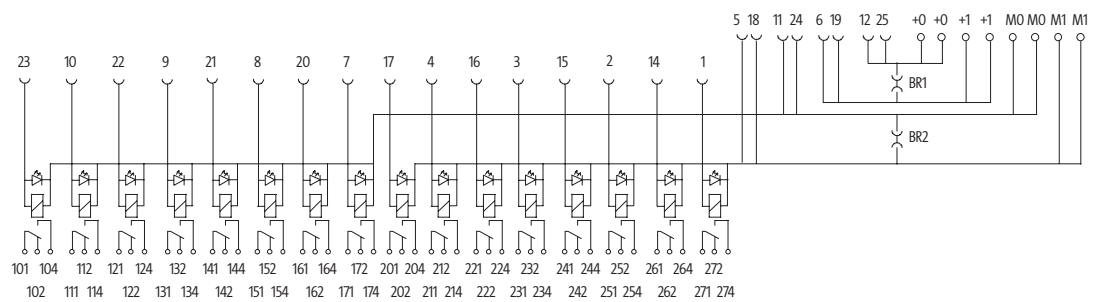 5 18 11 24 6 19 12 25 +0 +0 +1 +1 M0 M0 M1 M1
23 10 22 9 21 8 20 7 17 4 16 3 15 2 14 1
BR1
BR2
101 104 112 121 124 132 141 144 152 161 164 172 201 204 212 221 224 232 241 244 252 261 264 272
102 111 114 122 131 134 142 151 154 162 171 174 202 211 214 222 231 234 242 251 254 262 271 274